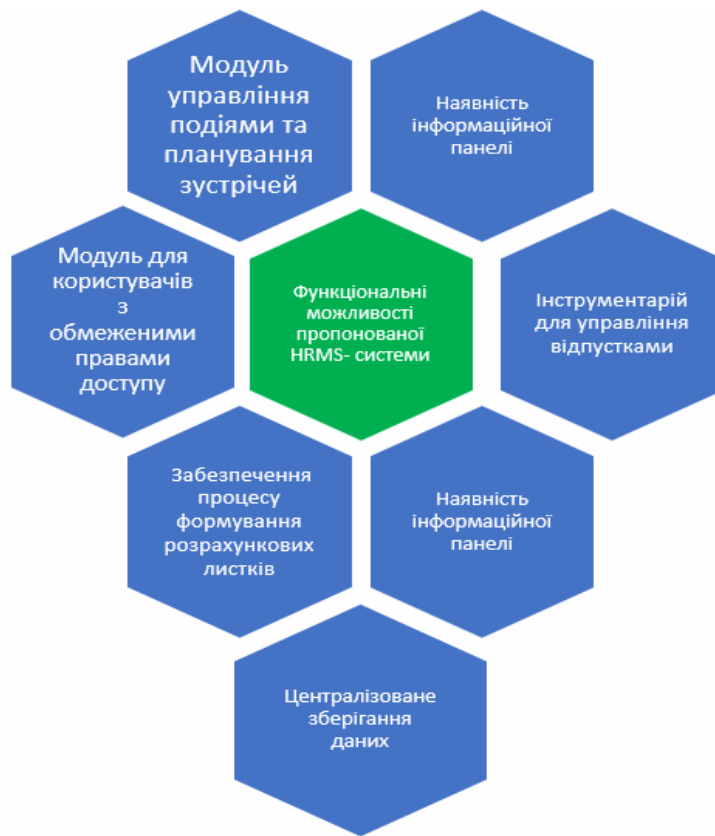 Модуль
управління
подіями та
планування
зустрічей
Наявність
інформаційної
панелі
Модуль для
користувачів
з
обмеженими
правами
доступу
Функціональні
можливості
пропонованої
HRMS- системи
Інструментарій
для управління
відпустками
Забезпечення
процесу
формування
розрахункових
листків
Наявність
інформаційної
панелі
Централізоване
зберігання
даних